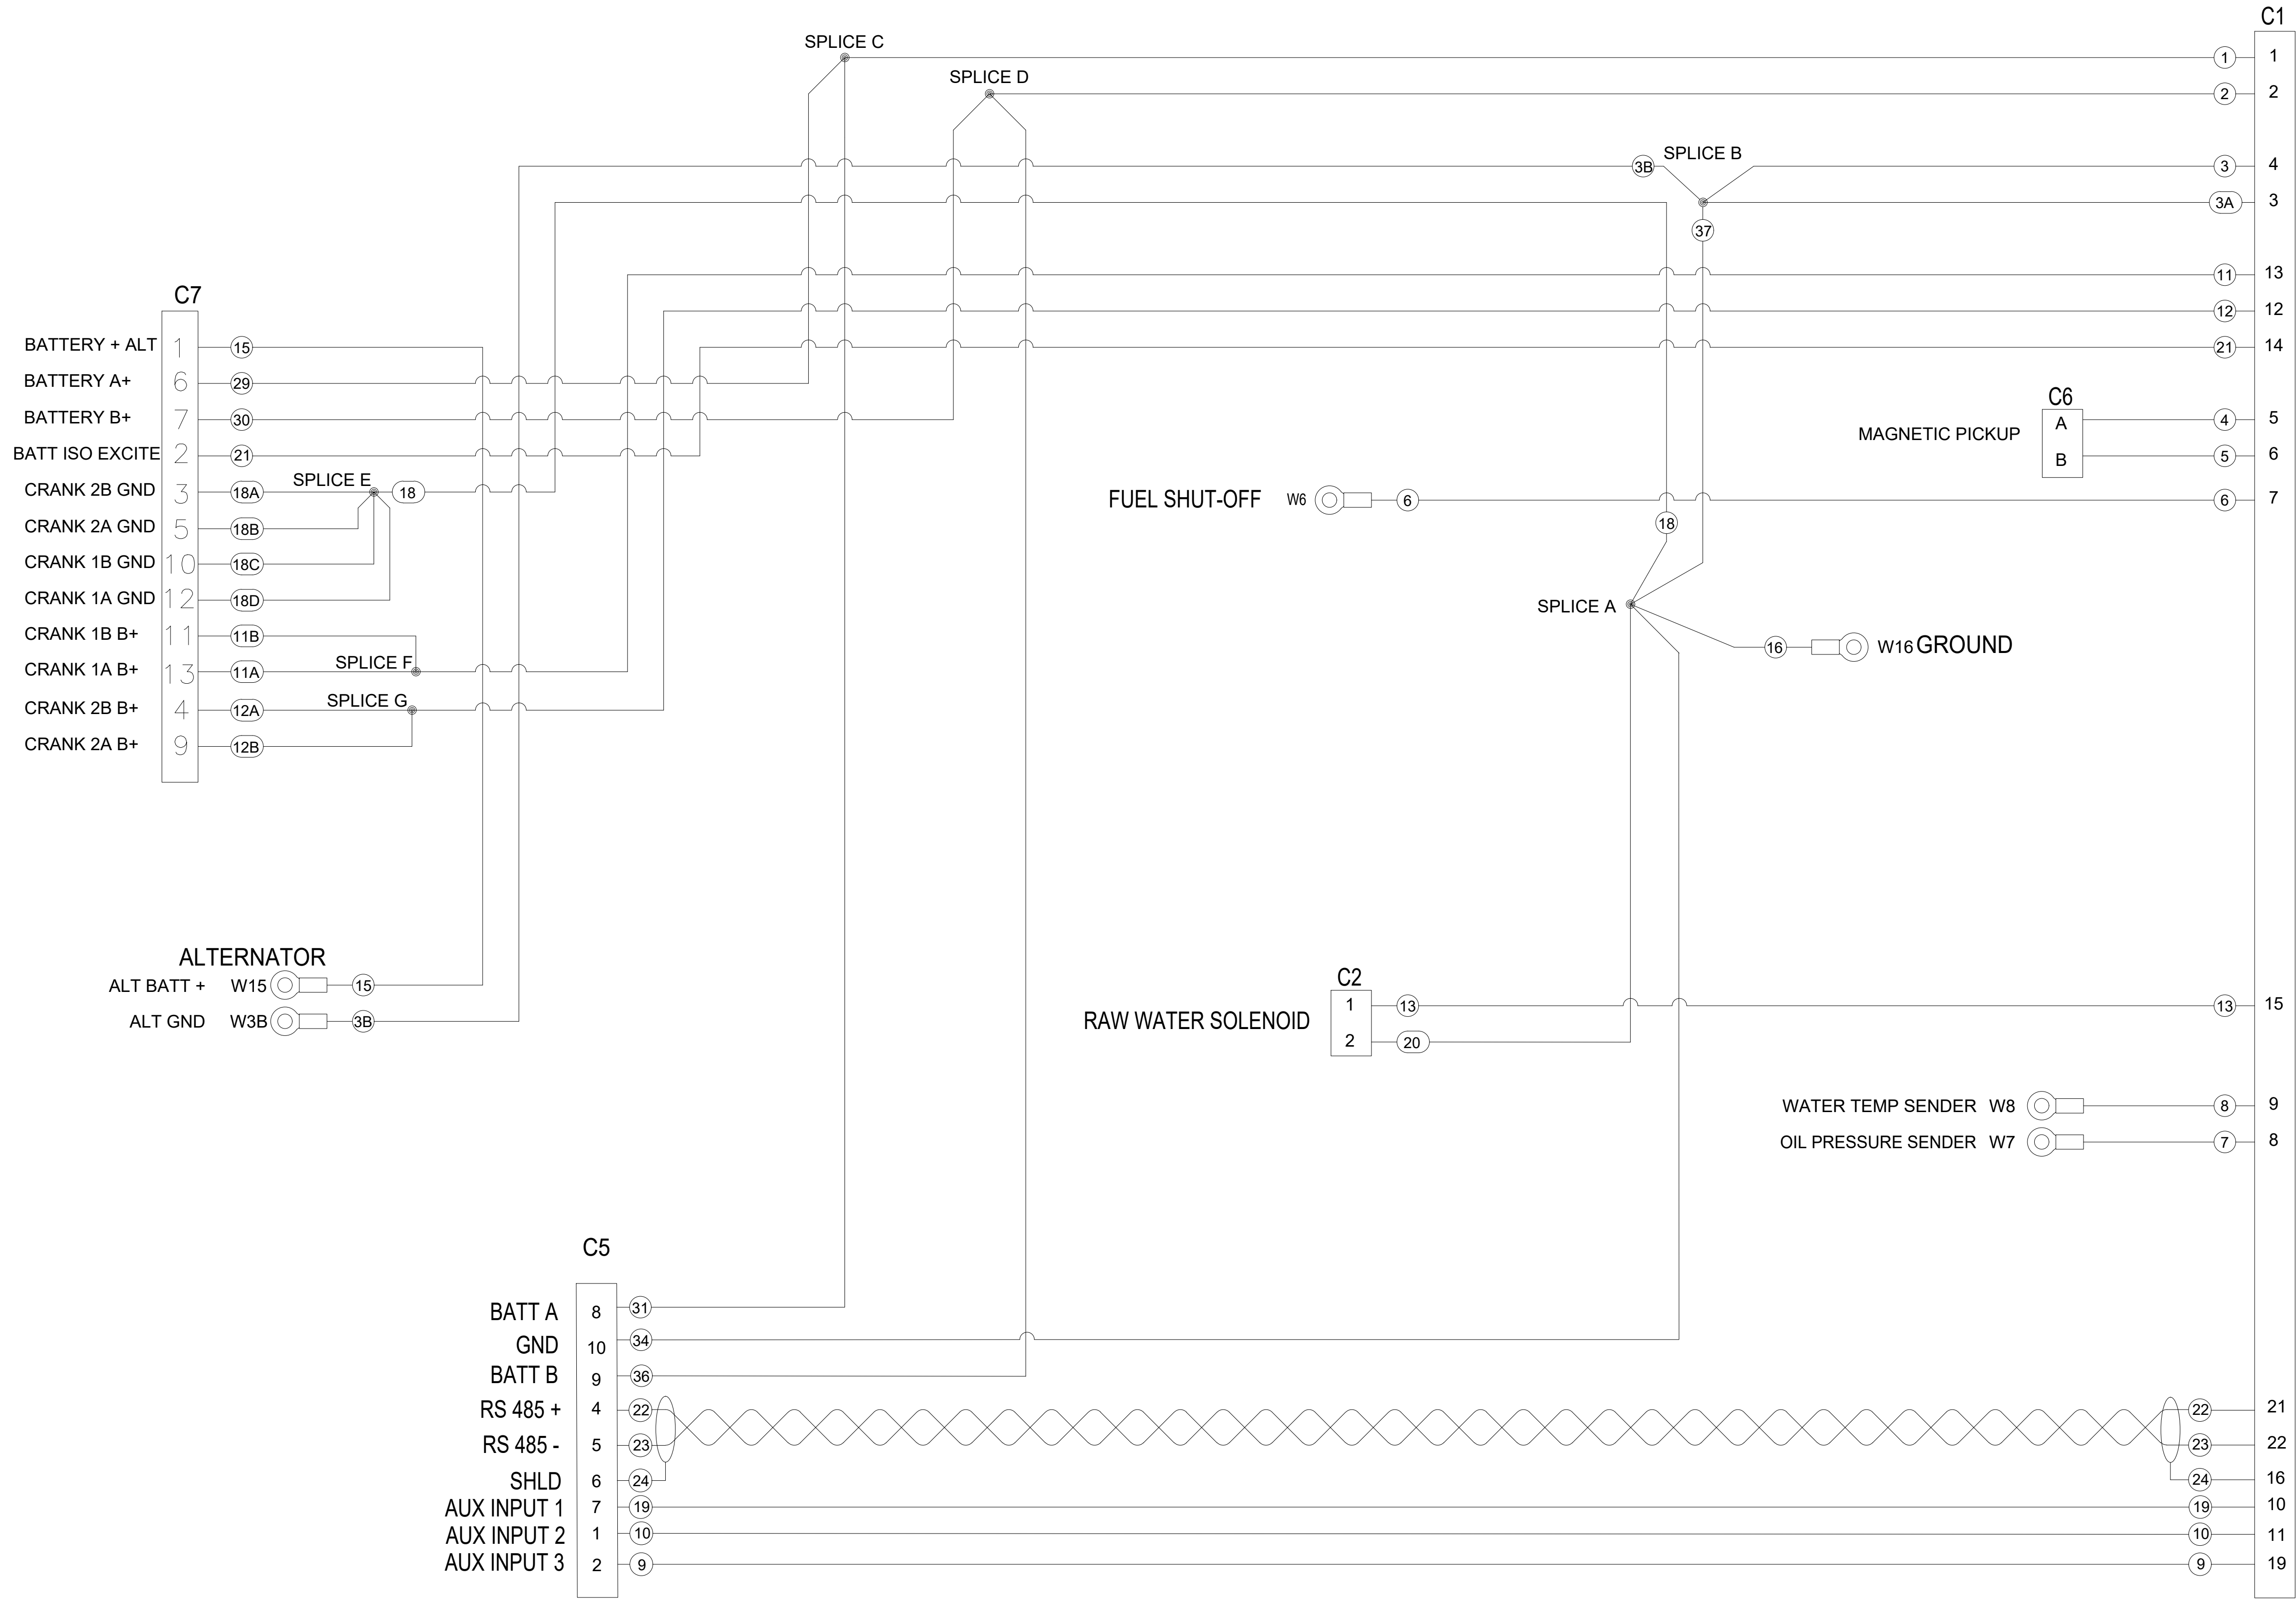 C1
SPLICE C
1 1
SPLICE D
2 2
3B SPLICE B 3 4
3A 3
37
11 13
C7
12 12
BATTERY + ALT 1 15 21 14
BATTERY A+ 6 29
C6
BATTERY B+ 7 30 A 4 5
MAGNETIC PICKUP
BATT ISO EXCITE 2 21 B 5 6
CRANK 2B GND 3 18A SPLICE E 18
FUEL SHUT-OFF W6 6 6 7
CRANK 2A GND 5 18B 18
CRANK 1B GND 10 18C
CRANK 1A GND 12 18D SPLICE A
CRANK 1B B+ 11 11B
16 W16 GROUND
CRANK 1A B+ 13 11A SPLICE F
CRANK 2B B+ 4 12A SPLICE G
CRANK 2A B+ 9 12B
ALTERNATOR
ALT BATT + W15 15
ALT GND W3B 3B
C2
1 13 13 15
RAW WATER SOLENOID
2 20
WATER TEMP SENDER W8 8 9
OIL PRESSURE SENDER W7 7 8
C5
BATT A 8 31
GND 10 34
BATT B 9 36
RS 485 + 4 22 22 21
RS 485 - 5 23 23 22
SHLD 6 24 24 16
AUX INPUT 1 7 19 19 10
AUX INPUT 2 1 10 10 11
AUX INPUT 3 2 9 9 19